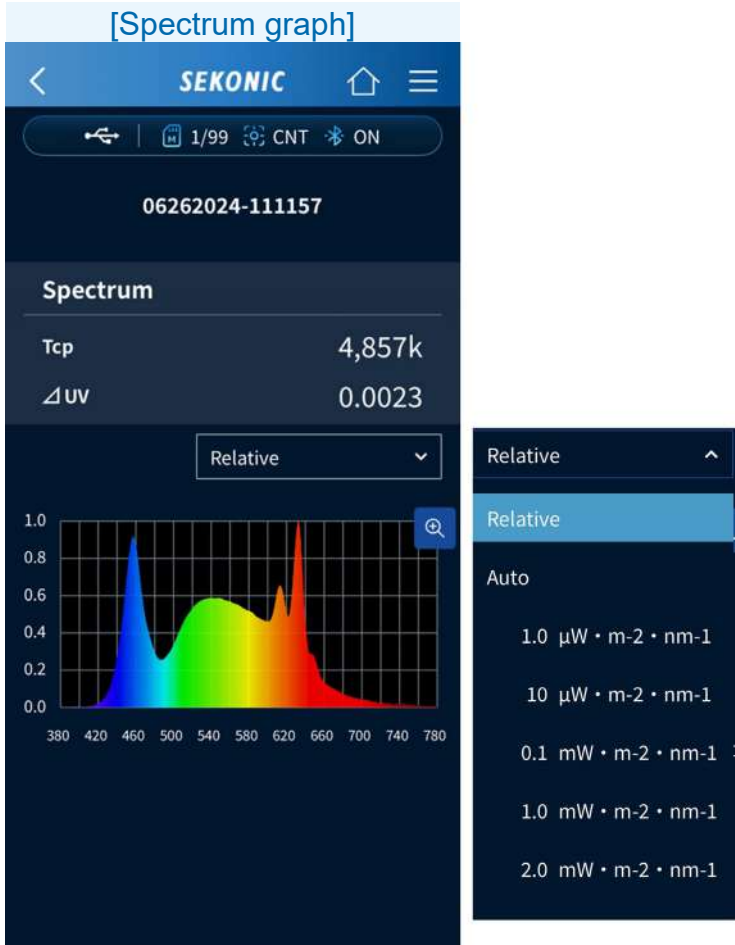 [Spectrum graph]
SEKONIC
M 1/99 CNT ON
06262024-111157
Spectrum
Tcp 4,857k
⊿UV 0.0023
Relative
1.0
0.8
0.6
0.4
0.2
0.0
380 420 460 500 540 580 620 660 700 740 780
Relative
Relative
Auto
1.0 μW・m-2・nm-1
10 μW・m-2・nm-1
0.1 mW・m-2・nm-1
1.0 mW・m-2・nm-1
2.0 mW・m-2・nm-1